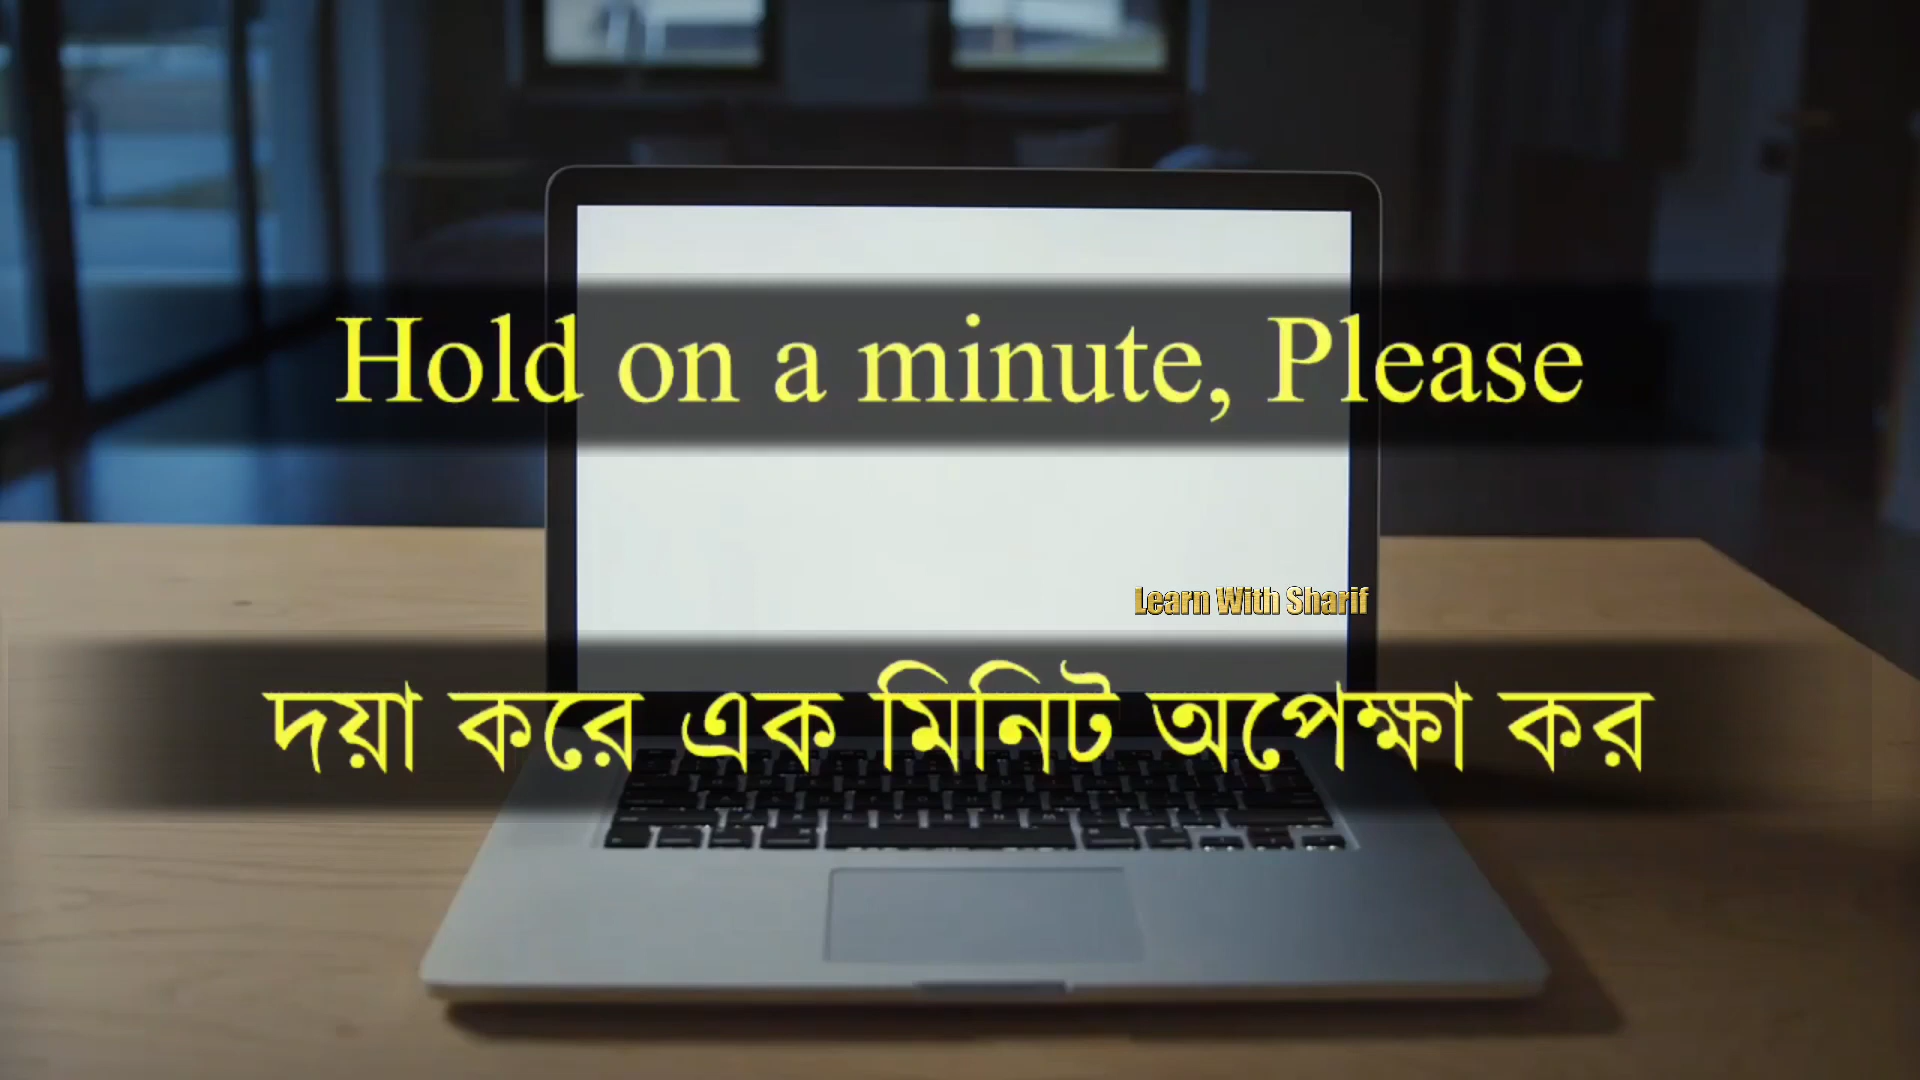 Hold on a minute, Please
Learn With Sharif
দয়া করে এক মিনিট অপেক্ষা কর